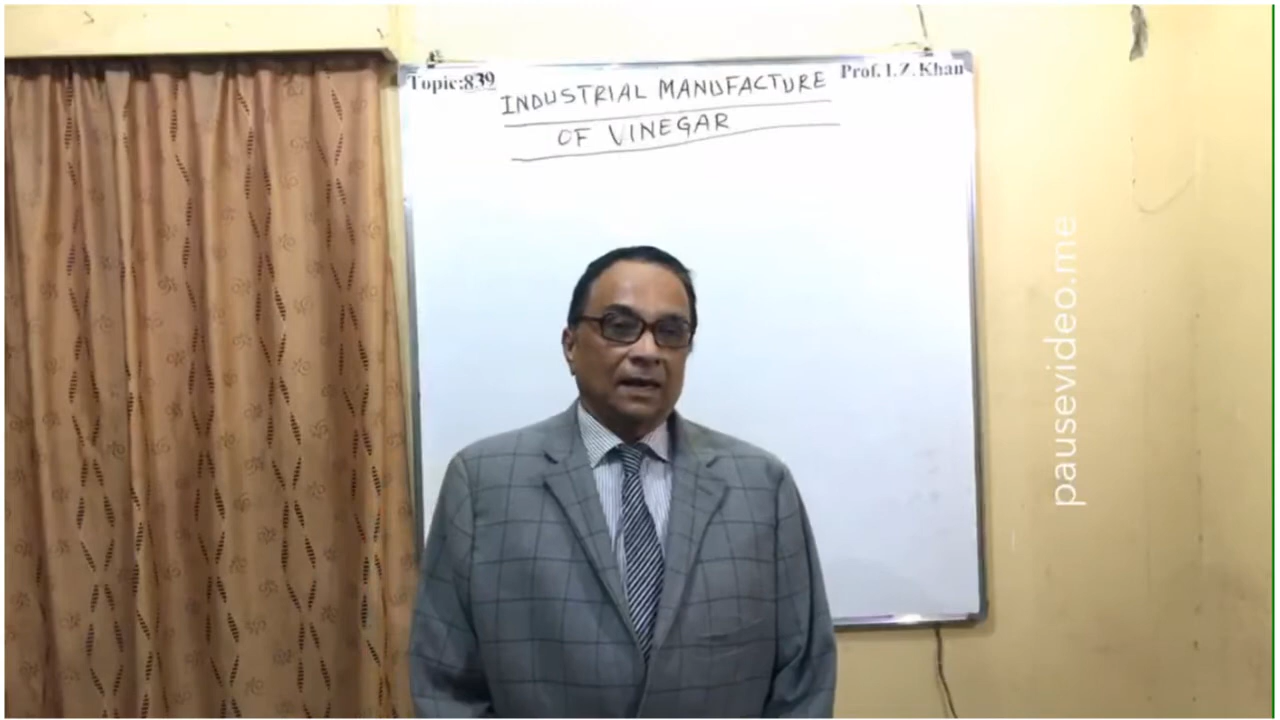 Topic:839
Prof. I.Z. Khan
INDUSTRIAL MANUFACTURE
OF VINEGAR
pausevideo.me